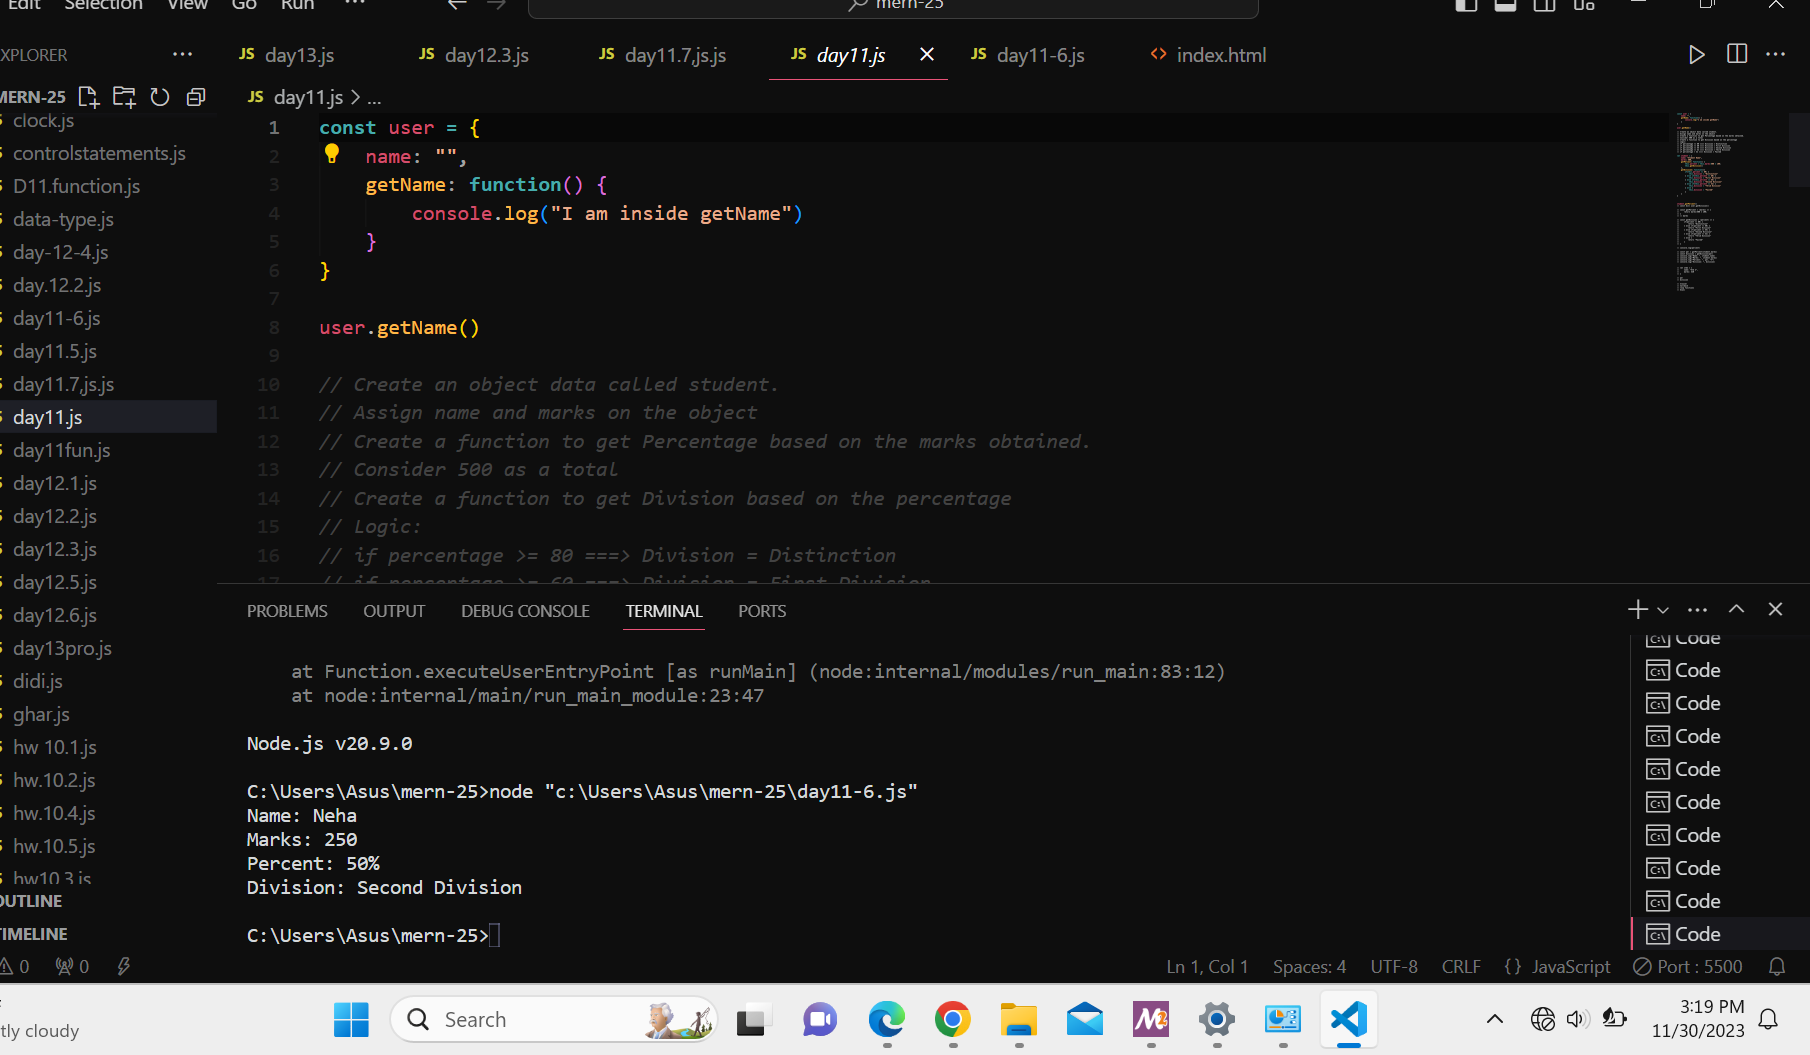 Edit Selection View Go Run ...
mern-25
XPLORER ...
JS day13.js JS day12.3.js JS day11.7,js.js JS day11.js JS day11-6.js <> index.html
MERN-25
JS day11.js > ...
clock.js
controlstatements.js
D11.function.js
data-type.js
day-12-4.js
day.12.2.js
day11-6.js
day11.5.js
day11.7,js.js
day11.js
day11fun.js
day12.1.js
day12.2.js
day12.3.js
day12.5.js
day12.6.js
day13pro.js
didi.js
ghar.js
hw 10.1.js
hw.10.2.js
hw.10.4.js
hw.10.5.js
hw10.3.js
OUTLINE
TIMELINE
1 const user = {
2 name: "",
3 getName: function() {
4 console.log("I am inside getName")
5 }
6 }
7
8 user.getName()
9
10 // Create an object data called student.
11 // Assign name and marks on the object
12 // Create a function to get Percentage based on the marks obtained.
13 // Consider 500 as a total
14 // Create a function to get Division based on the percentage
15 // Logic:
16 // if percentage >= 80 ===> Division = Distinction
17 // if percentage >= 60 ===> Division = First Division
PROBLEMS OUTPUT DEBUG CONSOLE TERMINAL PORTS
at Function.executeUserEntryPoint [as runMain] (node:internal/modules/run_main:83:12)
at node:internal/main/run_main_module:23:47
Node.js v20.9.0
C:\Users\Asus\mern-25>node "c:\Users\Asus\mern-25\day11-6.js"
Name: Neha
Marks: 250
Percent: 50%
Division: Second Division
C:\Users\Asus\mern-25>
Code
Code
Code
Code
Code
Code
Code
Code
Code
Code
0 0 Ln 1, Col 1 Spaces: 4 UTF-8 CRLF {} JavaScript Port : 5500
tly cloudy
Search
3:19 PM
11/30/2023